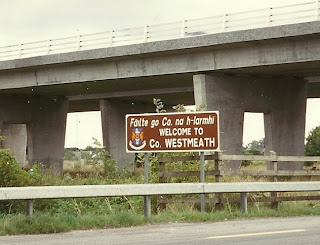 Fáilte go Co. na h-Iarmhí
WELCOME TO
Co. WESTMEATH